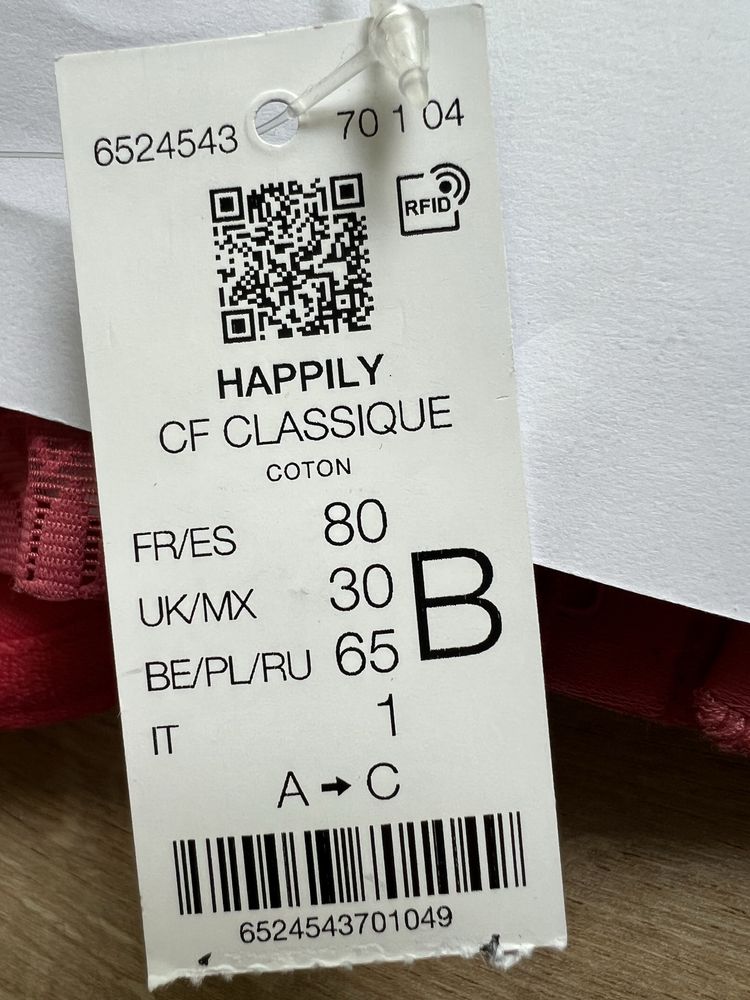 6524543 70 1 04
RFID
HAPPILY
CF CLASSIQUE
COTON
FR/ES 80
UK/MX 30 B
BE/PL/RU 65
IT 1
A → C
6524543701049